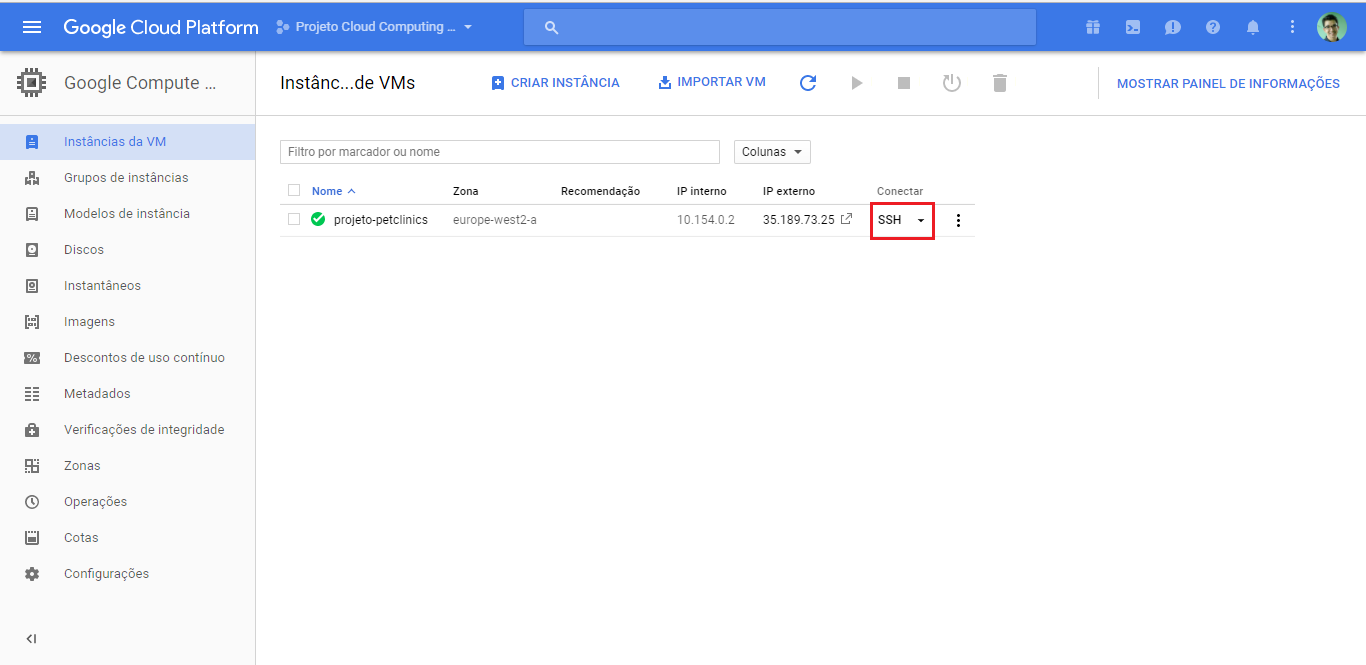 Google Cloud Platform
Projeto Cloud Computing ...
Google Compute ...
Instânc...de VMs
CRIAR INSTÂNCIA
IMPORTAR VM
MOSTRAR PAINEL DE INFORMAÇÕES
Instâncias da VM
Grupos de instâncias
Modelos de instância
Discos
Instantâneos
Imagens
Descontos de uso contínuo
Metadados
Verificações de integridade
Zonas
Operações
Cotas
Configurações
Filtro por marcador ou nome
Colunas
Nome Zona Recomendação IP interno IP externo Conectar
projeto-petclinics europe-west2-a 10.154.0.2 35.189.73.25 SSH